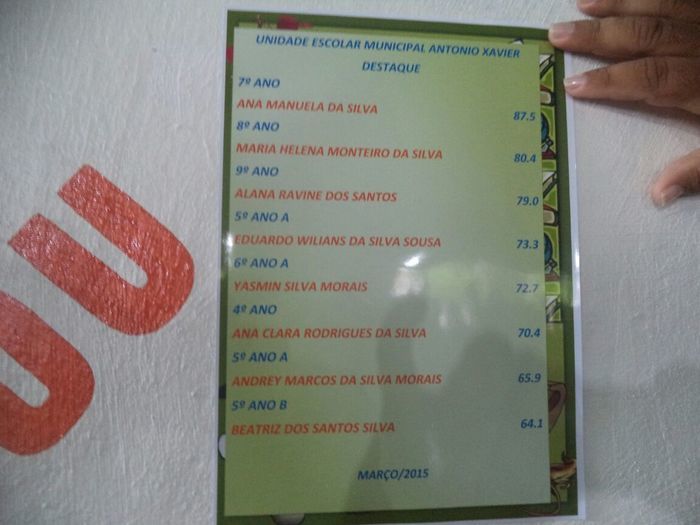 UNIDADE ESCOLAR MUNICIPAL ANTONIO XAVIER
DESTAQUE
7º ANO
ANA MANUELA DA SILVA 87.5
8º ANO
MARIA HELENA MONTEIRO DA SILVA 80.4
9º ANO
ALANA RAVINE DOS SANTOS 79.0
5º ANO A
EDUARDO WILIANS DA SILVA SOUSA 73.3
6º ANO A
YASMIN SILVA MORAIS 72.7
4º ANO
ANA CLARA RODRIGUES DA SILVA 70.4
5º ANO A
ANDREY MARCOS DA SILVA MORAIS 65.9
5º ANO B
BEATRIZ DOS SANTOS SILVA 64.1
MARÇO/2015